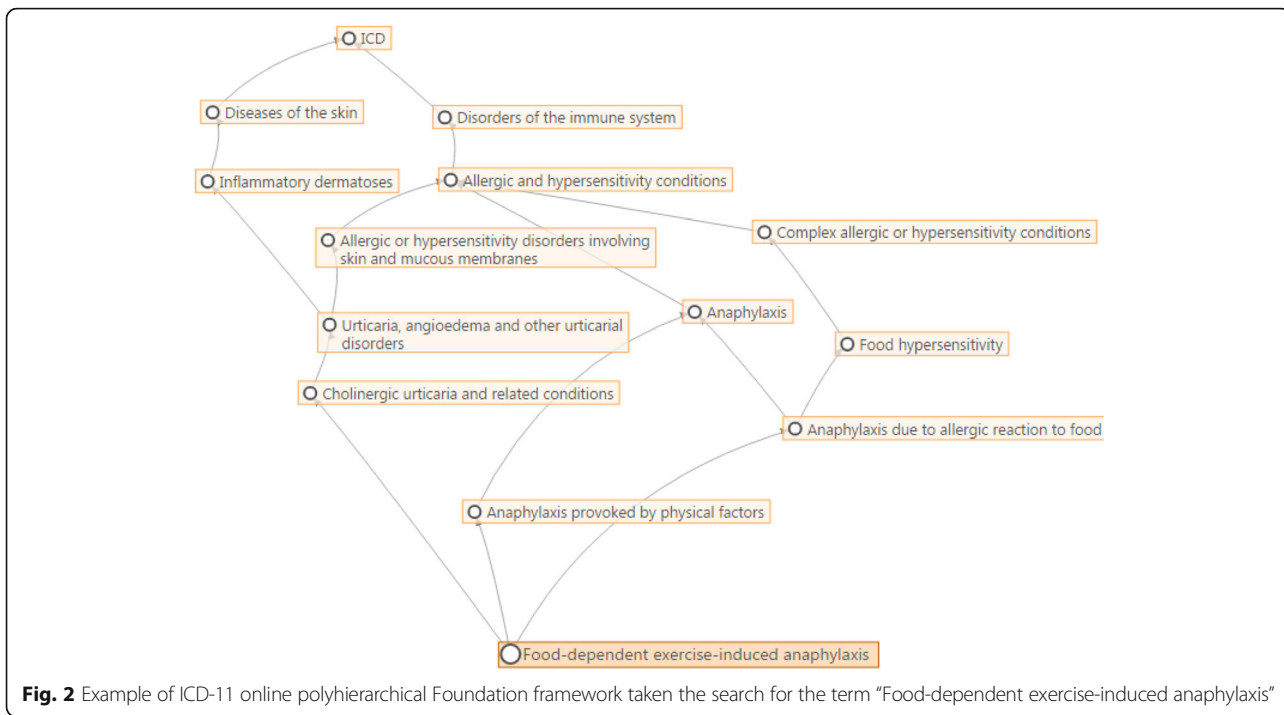 ICD
Diseases of the skin
Disorders of the immune system
Inflammatory dermatoses
Allergic and hypersensitivity conditions
Allergic or hypersensitivity disorders involving
skin and mucous membranes
Complex allergic or hypersensitivity conditions
Anaphylaxis
Urticaria, angioedema and other urticarial
disorders
Food hypersensitivity
Cholinergic urticaria and related conditions
Anaphylaxis due to allergic reaction to food
Anaphylaxis provoked by physical factors
Food-dependent exercise-induced anaphylaxis
Fig. 2 Example of ICD-11 online polyhierarchical Foundation framework taken the search for the term “Food-dependent exercise-induced anaphylaxis”